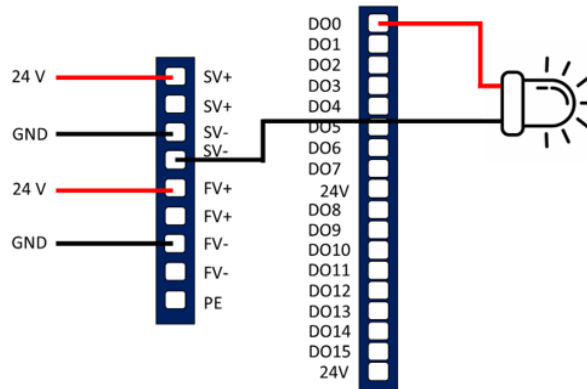 24 V
GND
24 V
GND
SV+
SV+
SV-
SV-
FV+
FV+
FV-
FV-
PE
DO0
DO1
DO2
DO3
DO4
DO5
DO6
DO7
24V
DO8
DO9
DO10
DO11
DO12
DO13
DO14
DO15
24V